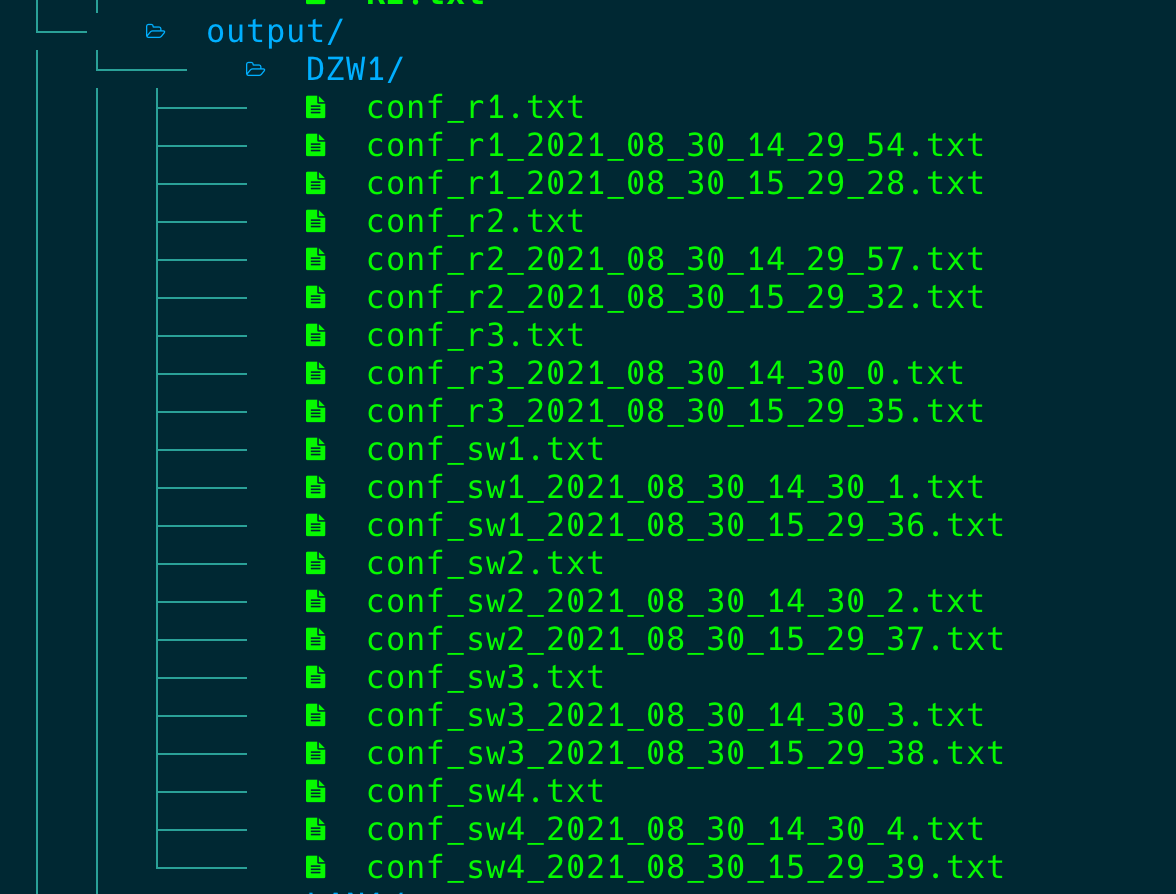 output/
DZW1/
conf_r1.txt
conf_r1_2021_08_30_14_29_54.txt
conf_r1_2021_08_30_15_29_28.txt
conf_r2.txt
conf_r2_2021_08_30_14_29_57.txt
conf_r2_2021_08_30_15_29_32.txt
conf_r3.txt
conf_r3_2021_08_30_14_30_0.txt
conf_r3_2021_08_30_15_29_35.txt
conf_sw1.txt
conf_sw1_2021_08_30_14_30_1.txt
conf_sw1_2021_08_30_15_29_36.txt
conf_sw2.txt
conf_sw2_2021_08_30_14_30_2.txt
conf_sw2_2021_08_30_15_29_37.txt
conf_sw3.txt
conf_sw3_2021_08_30_14_30_3.txt
conf_sw3_2021_08_30_15_29_38.txt
conf_sw4.txt
conf_sw4_2021_08_30_14_30_4.txt
conf_sw4_2021_08_30_15_29_39.txt